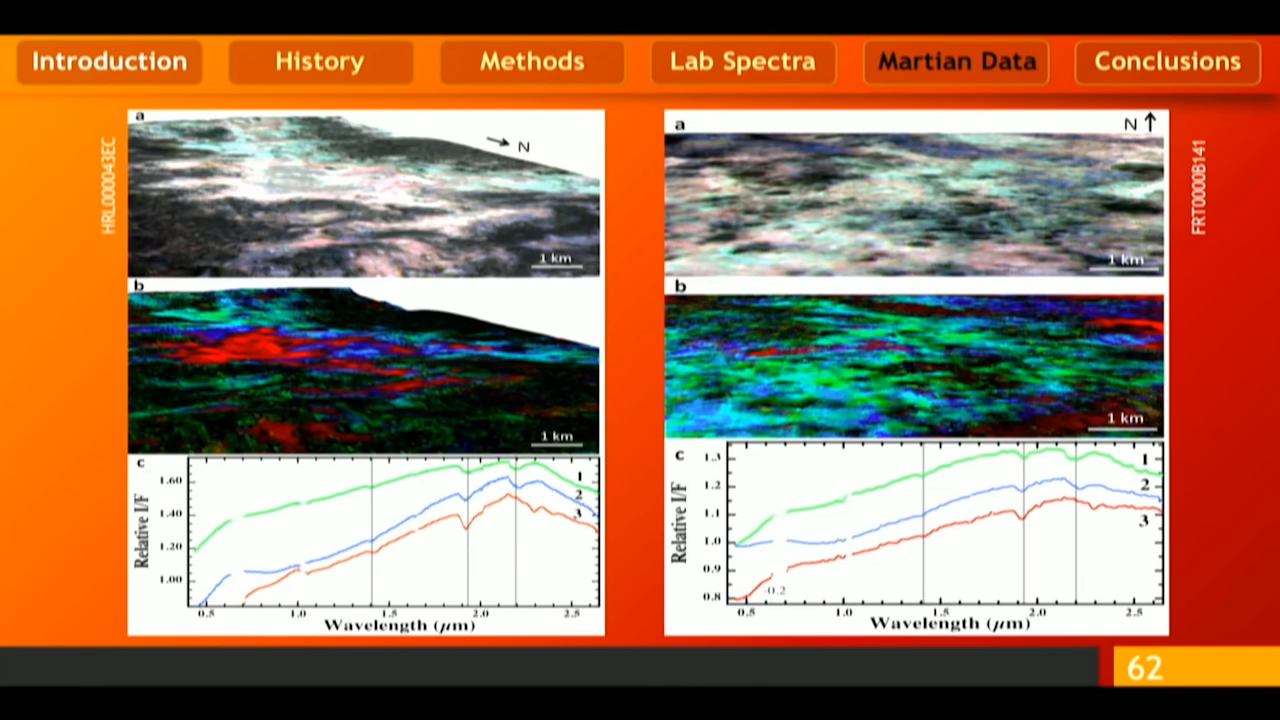 Introduction
History
Methods
Lab Spectra
Martian Data
Conclusions
HRL000043EC
a
N
1 km
b
1 km
c
1
2
3
1.60
1.40
1.20
1.00
Relative I/F
0.5
1.0
1.5
2.0
2.5
Wavelength (μm)
a
N
1 km
b
1 km
c
1
2
3
1.3
1.2
1.1
1.0
0.9
0.8
-0.2
Relative I/F
0.5
1.0
1.5
2.0
2.5
Wavelength (μm)
FRT0000B141
62